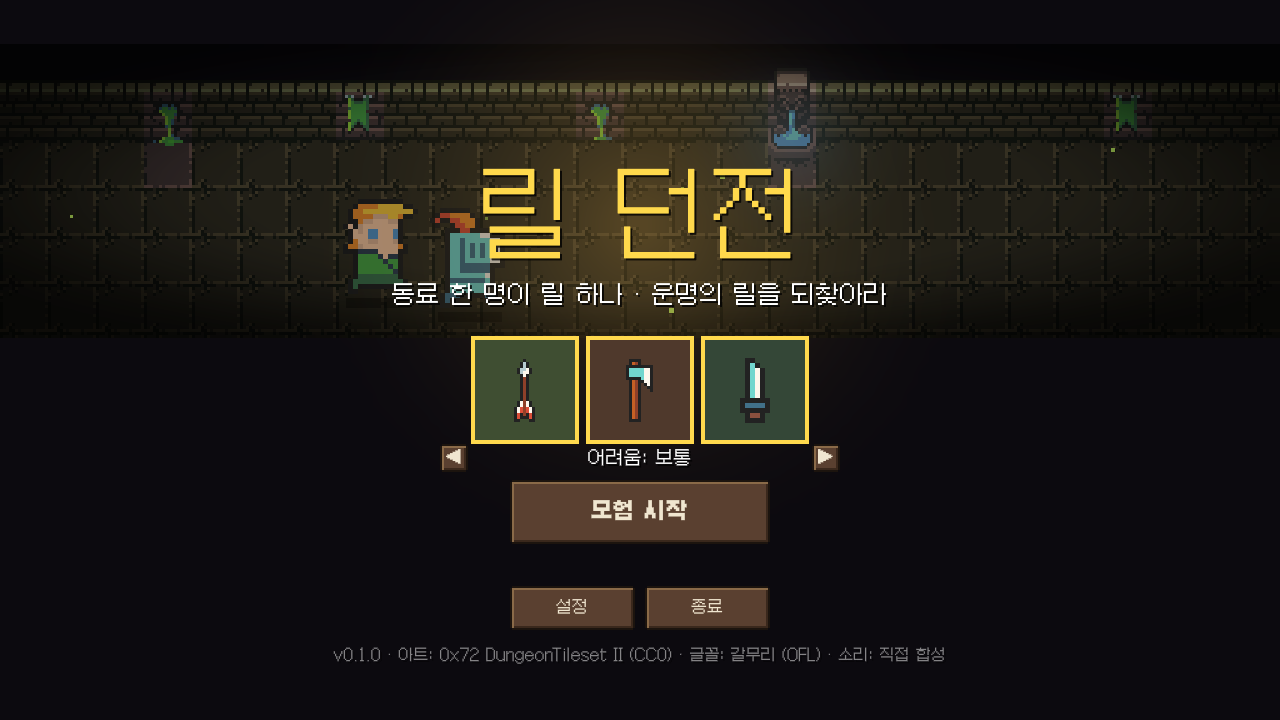 릴 던전
동료 한 명이 릴 하나 · 운명의 릴을 되찾아라
어려움: 보통
모험 시작
설정 종료
v0.1.0 · 아트: 0x72 DungeonTileset II (CC0) · 글꼴: 갈무리 (OFL) · 소리: 직접 합성